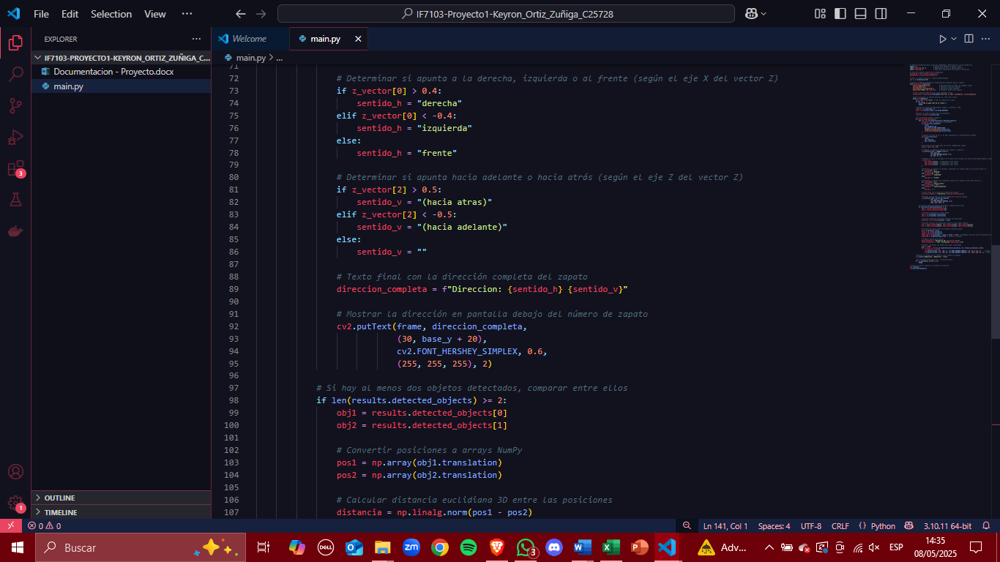 File Edit Selection View ··· IF7103-Proyecto1-Keyron_Ortiz_Zuñiga_C25728
EXPLORER ···
IF7103-PROYECTO1-KEYRON_ORTIZ_ZUÑIGA_C...
Documentacion - Proyecto.docx
main.py
OUTLINE
TIMELINE
3
1
Welcome main.py
main.py > ...
71
72 # Determinar si apunta a la derecha, izquierda o al frente (según el eje X del vector Z)
73 if z_vector[0] > 0.4:
74 sentido_h = "derecha"
75 elif z_vector[0] < -0.4:
76 sentido_h = "izquierda"
77 else:
78 sentido_h = "frente"
79
80 # Determinar si apunta hacia adelante o hacia atrás (según el eje Z del vector Z)
81 if z_vector[2] > 0.5:
82 sentido_v = "(hacia atras)"
83 elif z_vector[2] < -0.5:
84 sentido_v = "(hacia adelante)"
85 else:
86 sentido_v = ""
87
88 # Texto final con la dirección completa del zapato
89 direccion_completa = f"Direccion: {sentido_h} {sentido_v}"
90
91 # Mostrar la dirección en pantalla debajo del número de zapato
92 cv2.putText(frame, direccion_completa,
93 (30, base_y + 20),
94 cv2.FONT_HERSHEY_SIMPLEX, 0.6,
95 (255, 255, 255), 2)
96
97 # Si hay al menos dos objetos detectados, comparar entre ellos
98 if len(results.detected_objects) >= 2:
99 obj1 = results.detected_objects[0]
100 obj2 = results.detected_objects[1]
101
102 # Convertir posiciones a arrays NumPy
103 pos1 = np.array(obj1.translation)
104 pos2 = np.array(obj2.translation)
105
106 # Calcular distancia euclidiana 3D entre las posiciones
107 distancia = np.linalg.norm(pos1 - pos2)
0 0 Ln 141, Col 1 Spaces: 4 UTF-8 CRLF {} Python 3.10.11 64-bit
Buscar DELL zm 3 Adv... ESP 14:35
08/05/2025